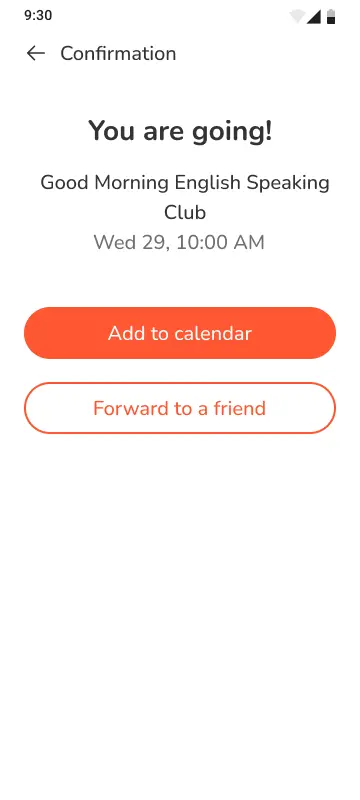 9:30
Confirmation
You are going!
Good Morning English Speaking
Club
Wed 29, 10:00 AM
Add to calendar
Forward to a friend